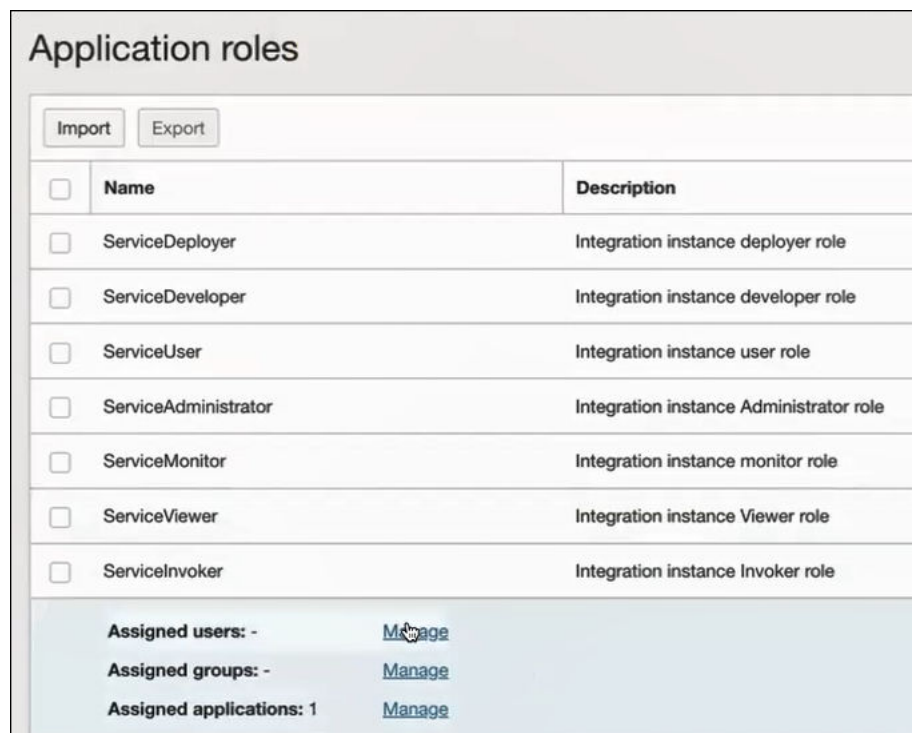 Application roles
Import Export
Name Description
ServiceDeployer Integration instance deployer role
ServiceDeveloper Integration instance developer role
ServiceUser Integration instance user role
ServiceAdministrator Integration instance Administrator role
ServiceMonitor Integration instance monitor role
ServiceViewer Integration instance Viewer role
ServiceInvoker Integration instance Invoker role
Assigned users: - Manage
Assigned groups: - Manage
Assigned applications: 1 Manage